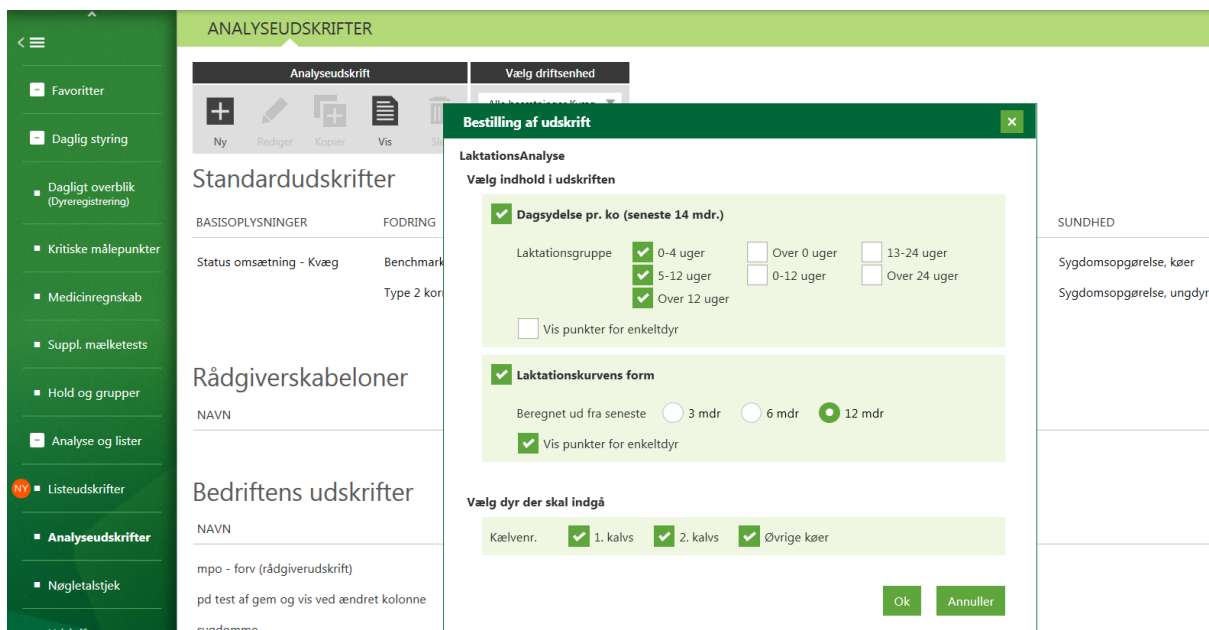 ANALYSEUDSKRIFTER
Favoritter
Daglig styring
Dagligt overblik
(Dyreregistrering)
Kritiske målepunkter
Medicinregnskab
Suppl. mælketests
Hold og grupper
Analyse og lister
NY Listeudskrifter
Analyseudskrifter
Nøgletalstjek
Analyseudskrift
Vælg driftsenhed
Ny Rediger Kopier Vis
Standardudskrifter
BASISOPLYSNINGER FODRING SUNDHED
Status omsætning - Kvæg Benchmark Sygdomsopgørelse, køer
Type 2 Sygdomsopgørelse, ungdyr
Rådgiverskabeloner
NAVN
Bedriftens udskrifter
NAVN
mpo - forv (rådgiverudskrift)
pd test af gem og vis ved ændret kolonne
Bestilling af udskrift
LaktationsAnalyse
Vælg indhold i udskriften
Dagsydelse pr. ko (seneste 14 mdr.)
Laktationsgruppe 0-4 uger Over 0 uger 13-24 uger
5-12 uger 0-12 uger Over 24 uger
Over 12 uger
Vis punkter for enkeltdyr
Laktationskurvens form
Beregnet ud fra seneste 3 mdr 6 mdr 12 mdr
Vis punkter for enkeltdyr
Vælg dyr der skal indgå
Kælvenr. 1. kalvs 2. kalvs Øvrige køer
Ok Annuller